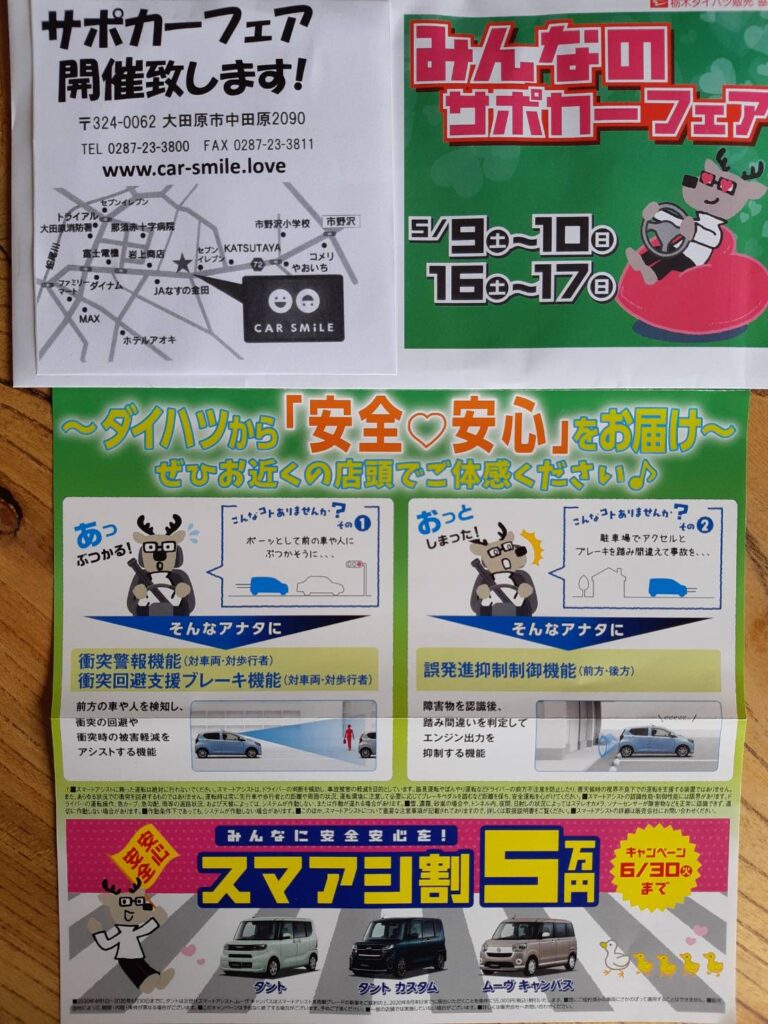 サポカーフェア
開催致します!
〒324-0062 大田原市中田原2090
TEL 0287-23-3800 FAX 0287-23-3811
www.car-smile.love
セブンイレブン
トライアル
大田原消防署
那須赤十字病院
市野沢小学校
市野沢
富士電機
岩上商店
セブン
イレブン
KATSUTAYA
コメリ
やおいち
72
ファミリー
マート
ダイナム
JAなすの金田
MAX
ホテルアオキ
CAR SMiLE
栃木ダイハツ販売
みんなの
サポカーフェア
5/9土~10日
16土~17日
~ダイハツから「安全♡安心」をお届け~
ぜひお近くの店頭でご体感ください♪
あっ
ぶつかる!
こんなコトありませんか?
その1
ボーッとして前の車や人に
ぶつかそうに、、、
そんなアナタに
衝突警報機能(対車両・対歩行者)
衝突回避支援ブレーキ機能(対車両・対歩行者)
前方の車や人を検知し、
衝突の回避や
衝突時の被害軽減を
アシストする機能
おっと
しまった!
こんなコトありませんか?
その2
駐車場でアクセルと
ブレーキを踏み間違えて事故を、、、
そんなアナタに
誤発進抑制制御機能(前方・後方)
障害物を認識後、
踏み間違いを判定して
エンジン出力を
抑制する機能
みんなに安全安心を!
安全
安心
スマアシ割 5万円
キャンペーン
6/30火
まで
タント
タント カスタム
ムーヴ キャンバス